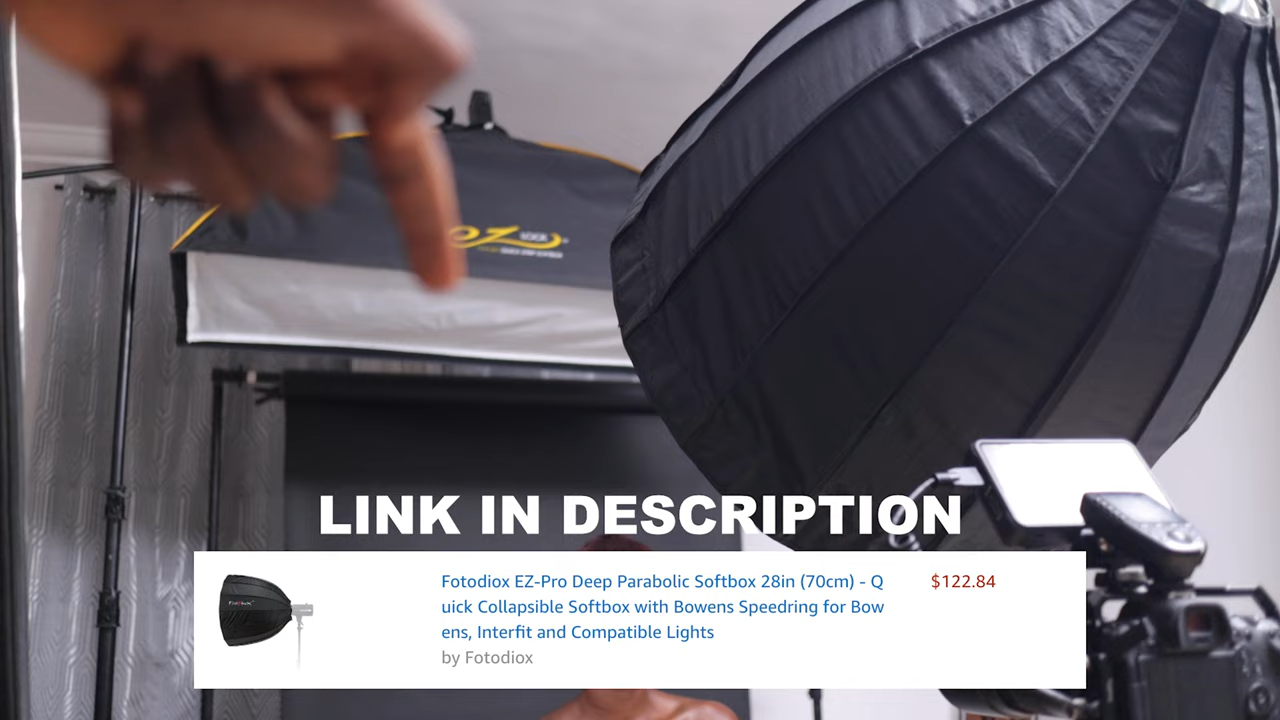 LOCK
LINK IN DESCRIPTION
Fotodiox EZ-Pro Deep Parabolic Softbox 28in (70cm) - Q
$122.84
uick Collapsible Softbox with Bowens Speedring for Bow
ens, Interfit and Compatible Lights
by Fotodiox